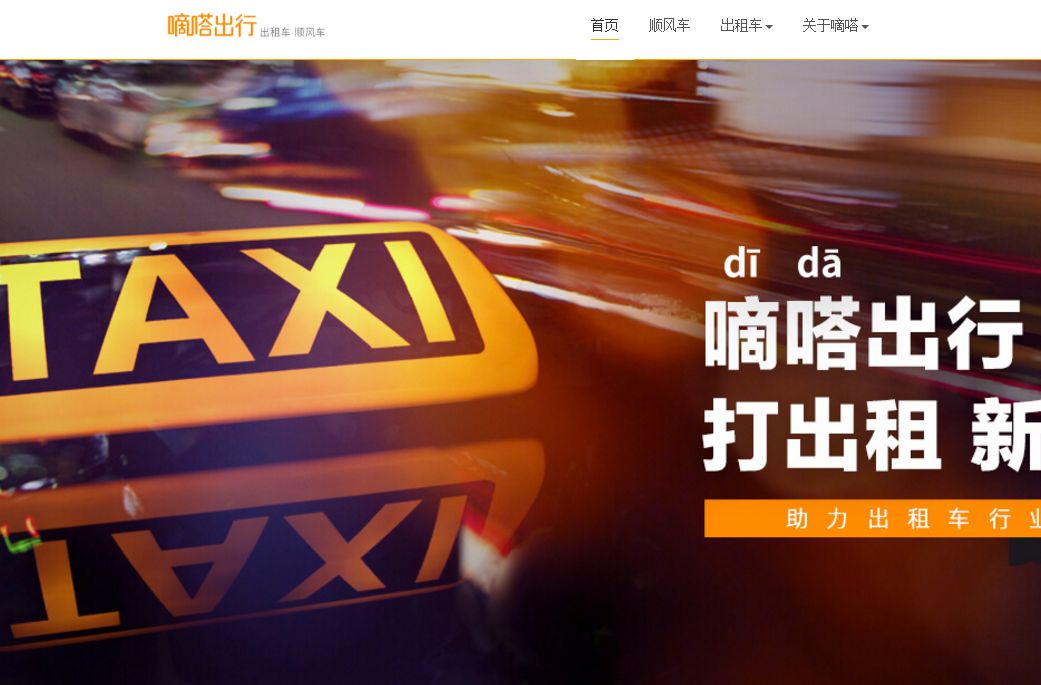 嘀嗒出行 出租车 顺风车
首页 顺风车 出租车 关于嘀嗒
TAXI
dī dā
嘀嗒出行
打出租 新
助力出租车行业
TAXI